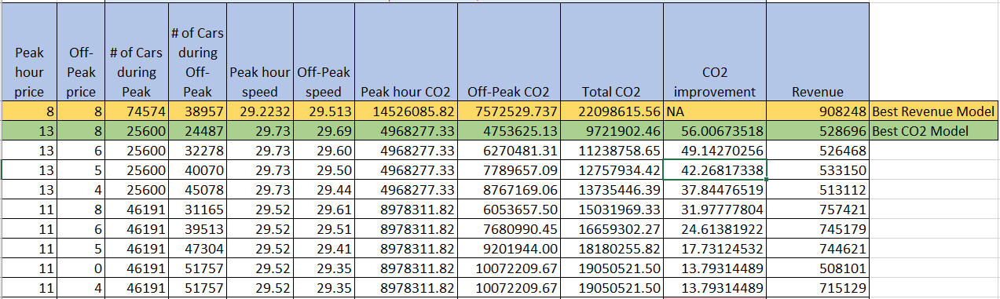 Peak hour price Off-Peak price # of Cars during Peak # of Cars during Off-Peak Peak hour speed Off-Peak speed Peak hour CO2 Off-Peak CO2 Total CO2 CO2 improvement Revenue
8 8 74574 38957 29.2232 29.513 14526085.82 7572529.737 22098615.56 NA 908248 Best Revenue Model
13 8 25600 24487 29.73 29.69 4968277.33 4753625.13 9721902.46 56.00673518 528696 Best CO2 Model
13 6 25600 32278 29.73 29.60 4968277.33 6270481.31 11238758.65 49.14270256 526468
13 5 25600 40070 29.73 29.50 4968277.33 7789657.09 12757934.42 42.26817338 533150
13 4 25600 45078 29.73 29.44 4968277.33 8767169.06 13735446.39 37.84476519 513112
11 8 46191 31165 29.52 29.61 8978311.82 6053657.50 15031969.33 31.97777804 757421
11 6 46191 39513 29.52 29.51 8978311.82 7680990.45 16659302.27 24.61381922 745179
11 5 46191 47304 29.52 29.41 8978311.82 9201944.00 18180255.82 17.73124532 744621
11 0 46191 51757 29.52 29.35 8978311.82 10072209.67 19050521.50 13.79314489 508101
11 4 46191 51757 29.52 29.35 8978311.82 10072209.67 19050521.50 13.79314489 715129